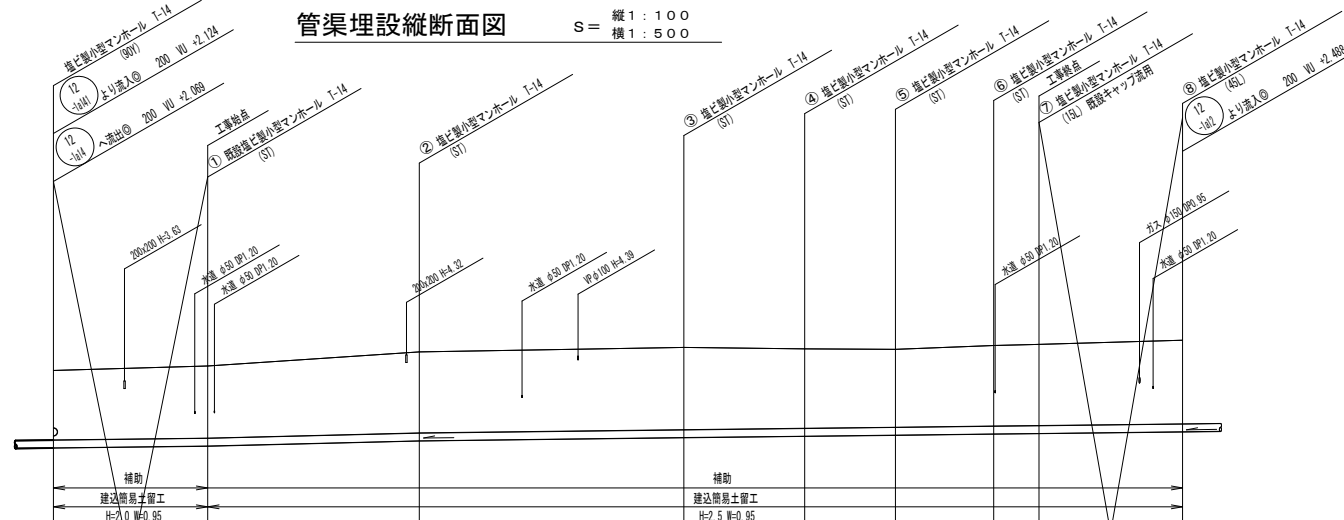 管渠埋設縦断面図
S= 縦1:100
横1:500
塩ビ製小型マンホール T-14
(90Y)
12
-1a141
より流入◎ 200 VU +2.124
12
-1a14
へ流出◎ 200 VU +2.069
工事始点
① 既設塩ビ製小型マンホール T-14
(ST)
② 塩ビ製小型マンホール T-14
(ST)
③ 塩ビ製小型マンホール T-14
(ST)
④ 塩ビ製小型マンホール T-14
(ST)
⑤ 塩ビ製小型マンホール T-14
(ST)
⑥ 塩ビ製小型マンホール T-14
(ST)
工事終点
⑦ 塩ビ製小型マンホール T-14
(15L) 既設キャップ流用
⑧ 塩ビ製小型マンホール T-14
(45L)
12
-1a12
より流入◎ 200 VU +2.486
200x200 H=3.63
水道 φ50 DP1.20
水道 φ50 DP1.20
200x200 H=4.32
水道 φ50 DP1.20
VPφ100 H=4.39
水道 φ50 DP1.20
ガス φ150 DP0.95
水道 φ50 DP1.20
補助
補助
建込簡易土留工
建込簡易土留工
H=2.0 W=0.95
H=2.5 W=0.95